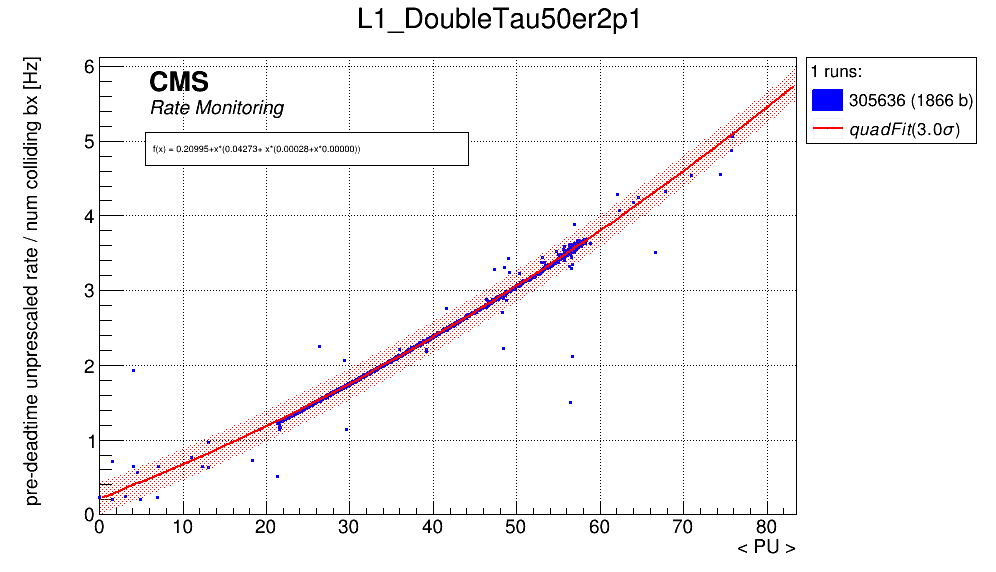 L1_DoubleTau50er2p1
pre-deadtime unprescaled rate / num colliding bx [Hz]
CMS
Rate Monitoring
f(x) = 0.20995+x*(0.04273+ x*(0.00028+x*0.00000))
1 runs:
305636 (1866 b)
quadFit(3.0σ)
6
5
4
3
2
1
0
0 10 20 30 40 50 60 70 80
< PU >